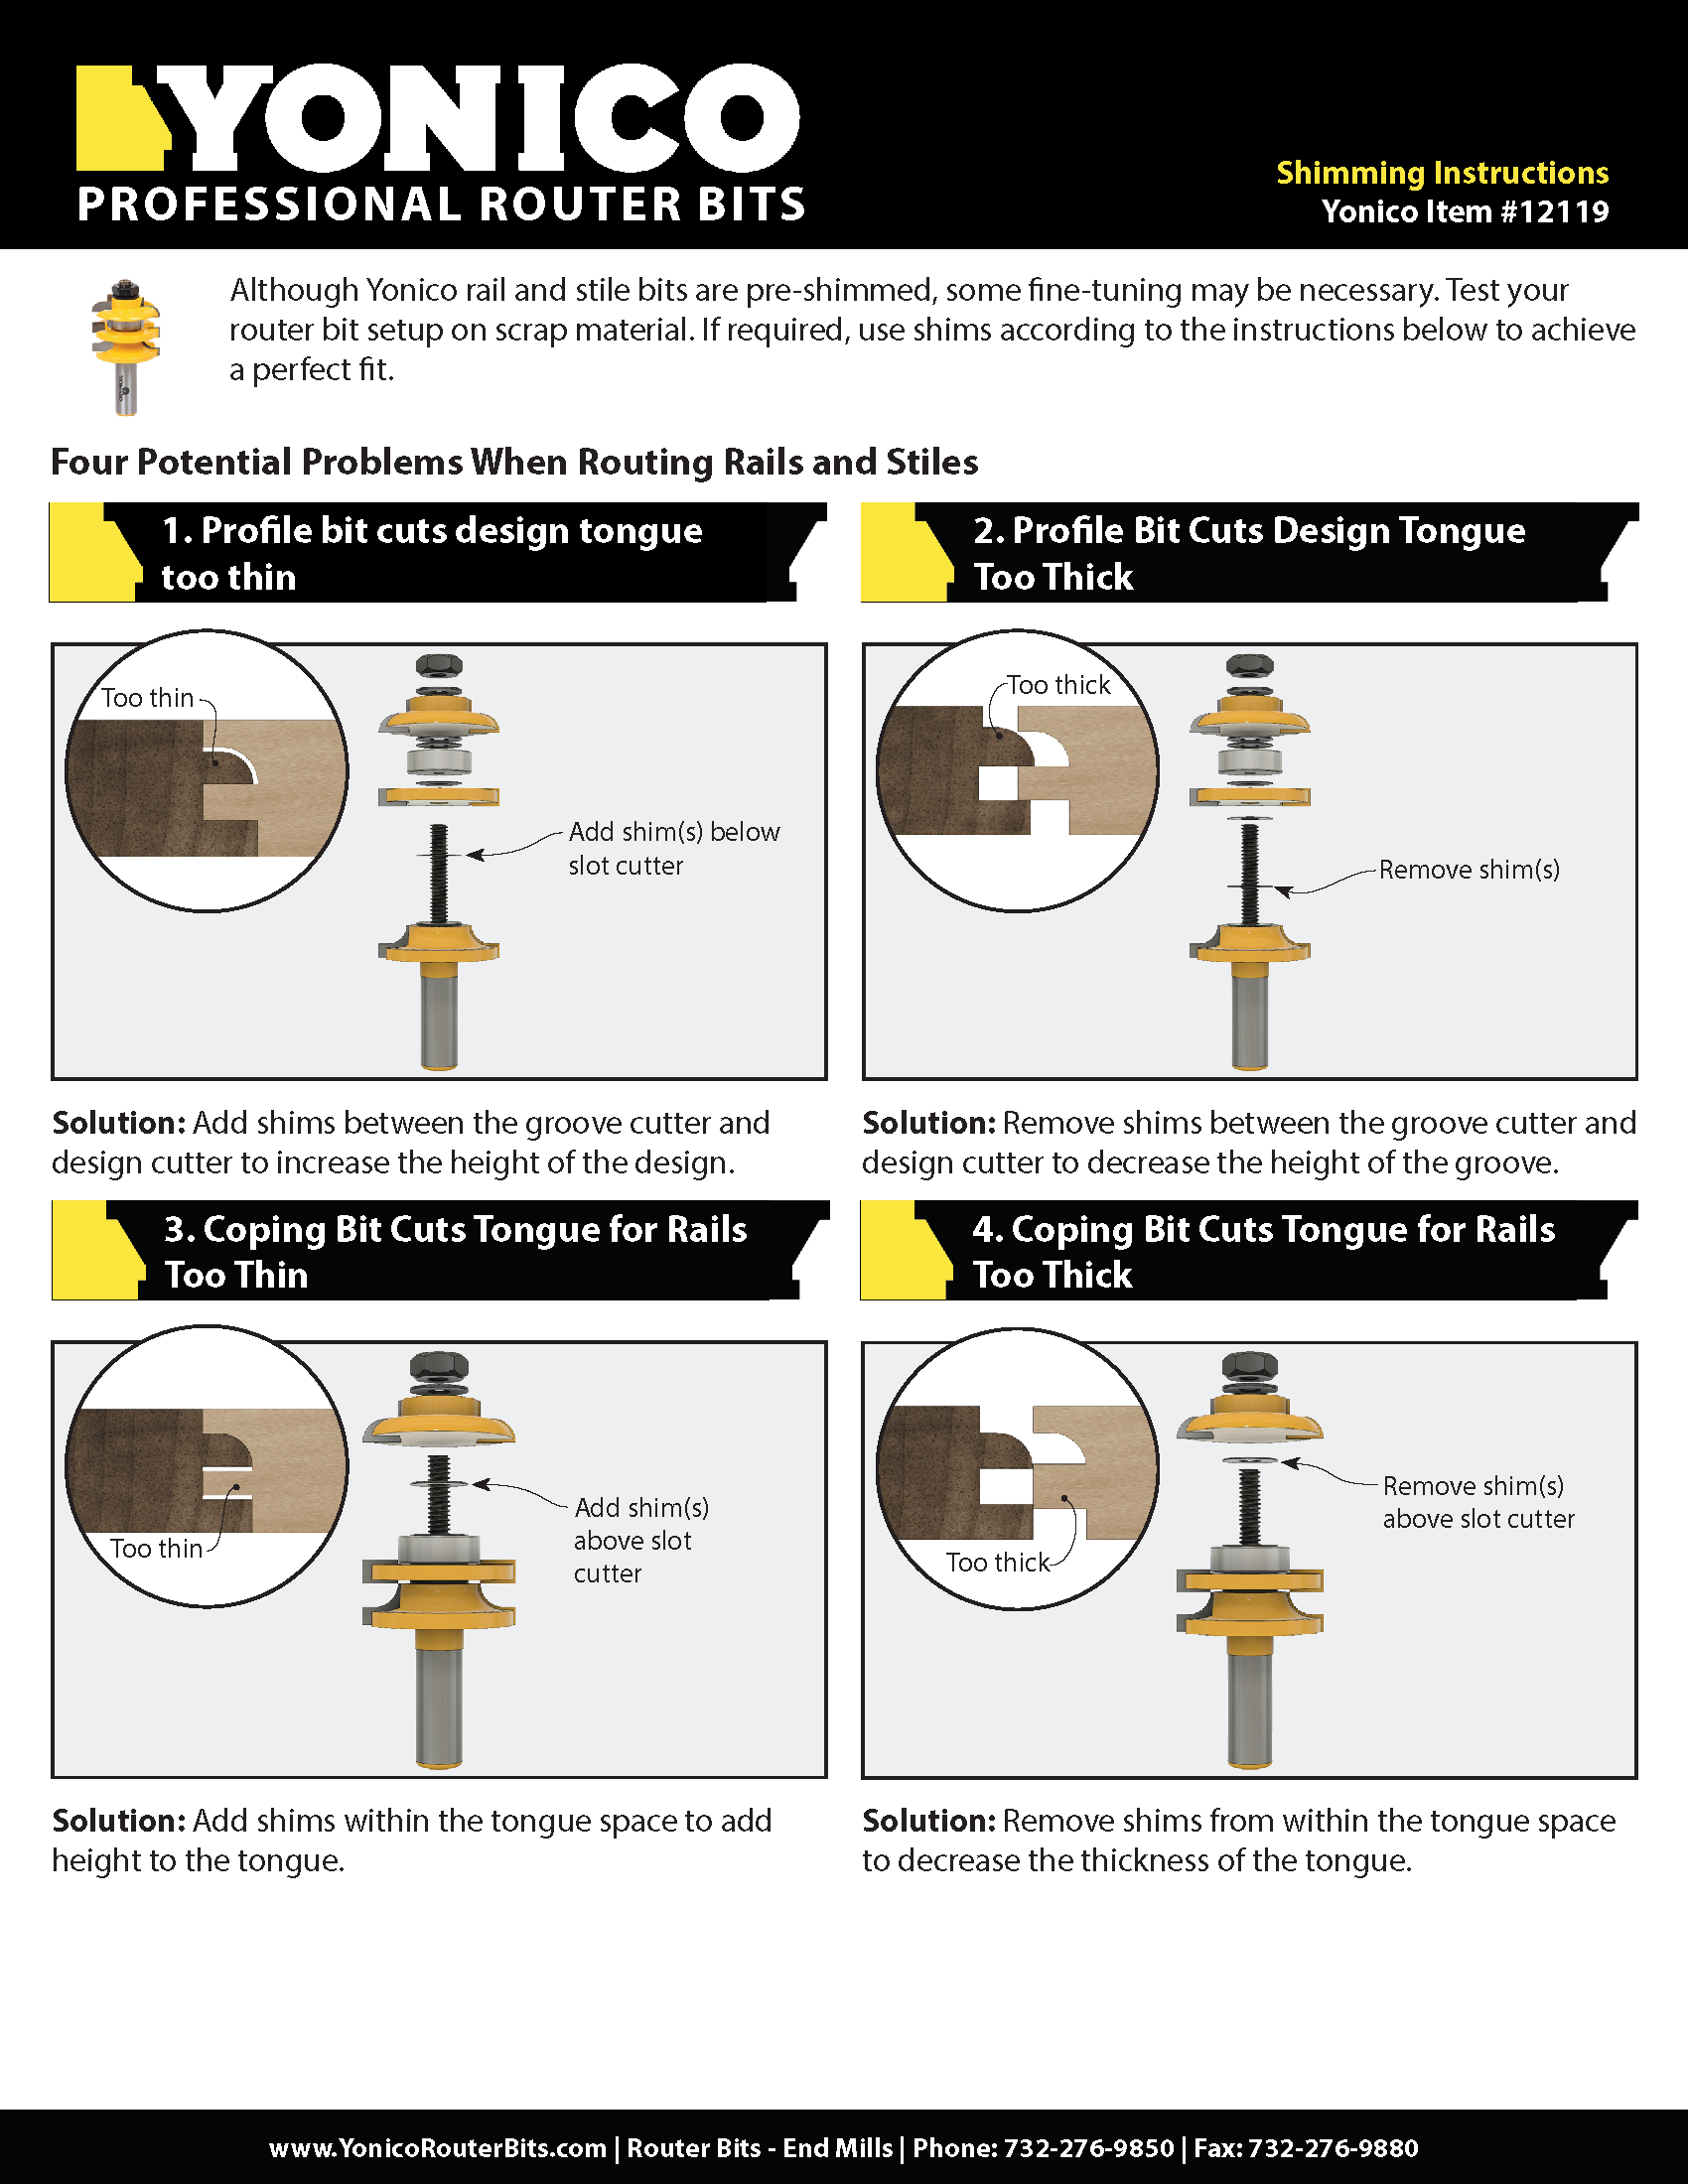 YONICO
PROFESSIONAL ROUTER BITS
Shimming Instructions
Yonico Item #12119
Although Yonico rail and stile bits are pre-shimmed, some fine-tuning may be necessary. Test your
router bit setup on scrap material. If required, use shims according to the instructions below to achieve
a perfect fit.
Four Potential Problems When Routing Rails and Stiles
1. Profile bit cuts design tongue
too thin
Too thin
Add shim(s) below
slot cutter
Solution: Add shims between the groove cutter and
design cutter to increase the height of the design.
2. Profile Bit Cuts Design Tongue
Too Thick
Too thick
Remove shim(s)
Solution: Remove shims between the groove cutter and
design cutter to decrease the height of the groove.
3. Coping Bit Cuts Tongue for Rails
Too Thin
Too thin
Add shim(s)
above slot
cutter
Solution: Add shims within the tongue space to add
height to the tongue.
4. Coping Bit Cuts Tongue for Rails
Too Thick
Too thick
Remove shim(s)
above slot cutter
Solution: Remove shims from within the tongue space
to decrease the thickness of the tongue.
www.YonicoRouterBits.com | Router Bits - End Mills | Phone: 732-276-9850 | Fax: 732-276-9880